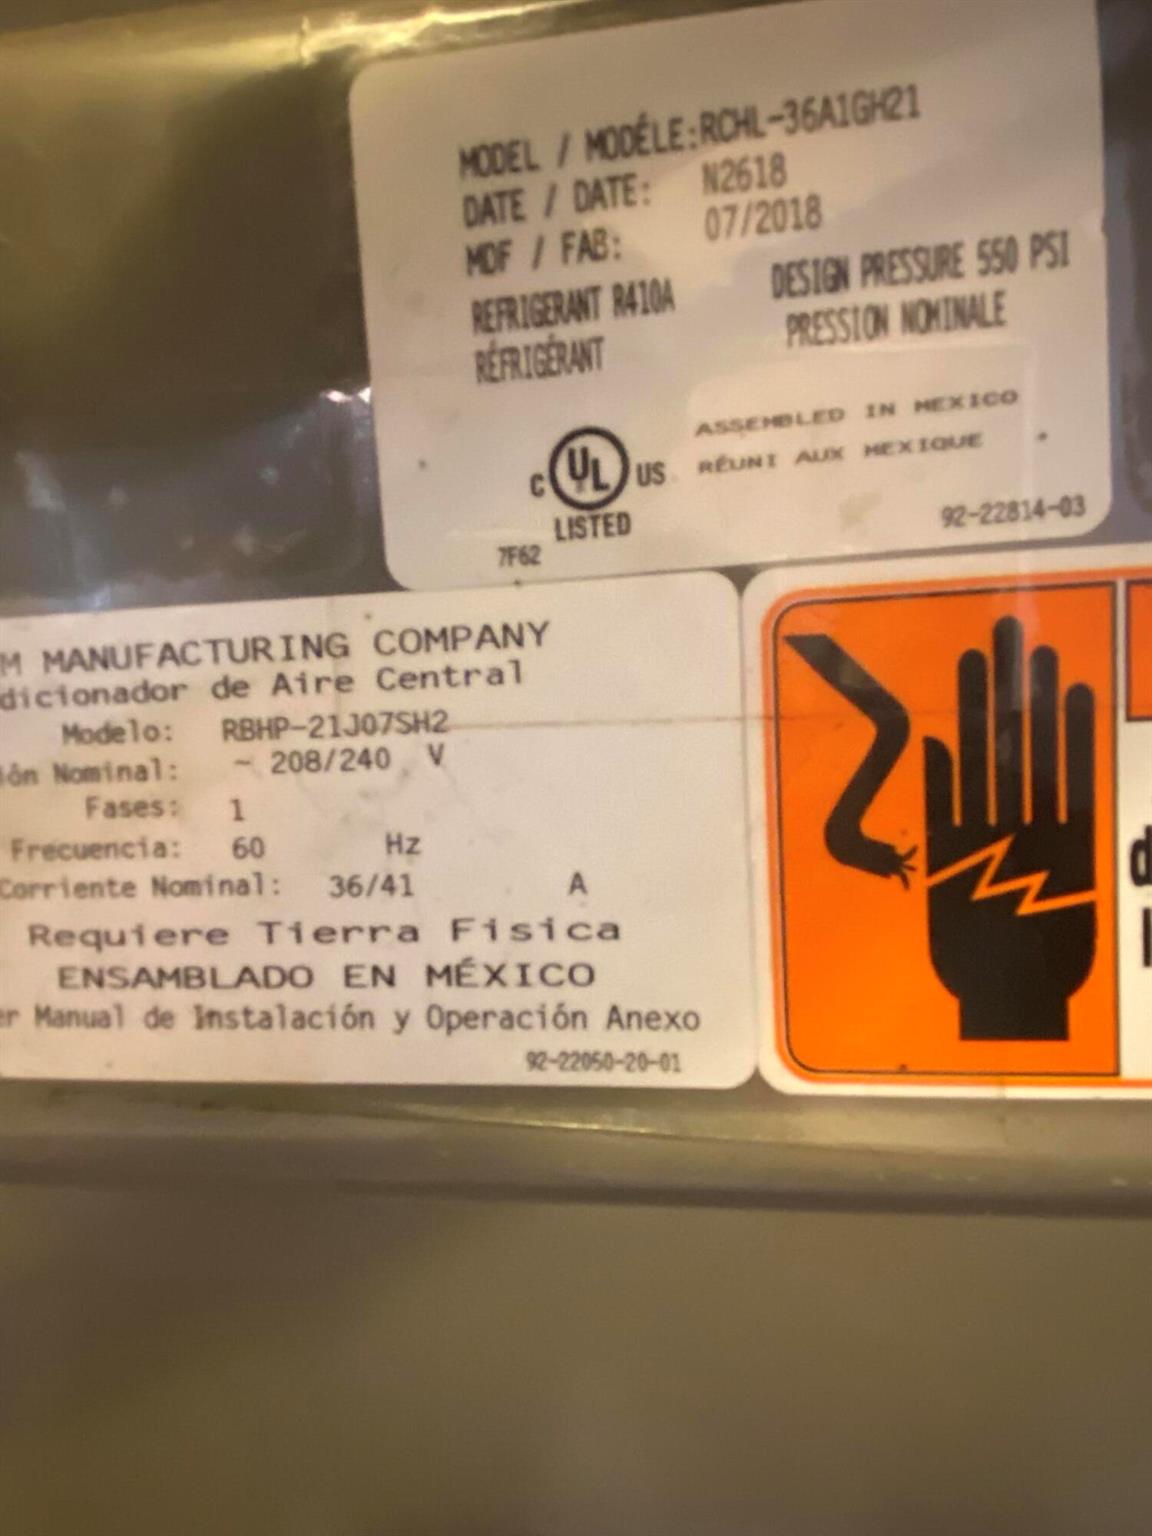 MODEL / MODÉLE: RCHL-36A1GH21
DATE / DATE: N2618
MDF / FAB: 07/2018
REFRIGERANT R410A DESIGN PRESSURE 550 PSI
RÉFRIGÉRANT PRESSION NOMINALE
ASSEMBLED IN MEXICO
RÉUNI AUX MEXIQUE
C UL US
LISTED
7F62
92-22814-03
M MANUFACTURING COMPANY
dicionador de Aire Central
Modelo: RBHP-21J07SH2
ión Nominal: ~ 208/240 V
Fases: 1
Frecuencia: 60 Hz
Corriente Nominal: 36/41 A
Requiere Tierra Fisica
ENSAMBLADO EN MÉXICO
er Manual de Instalación y Operación Anexo
92-22050-20-01